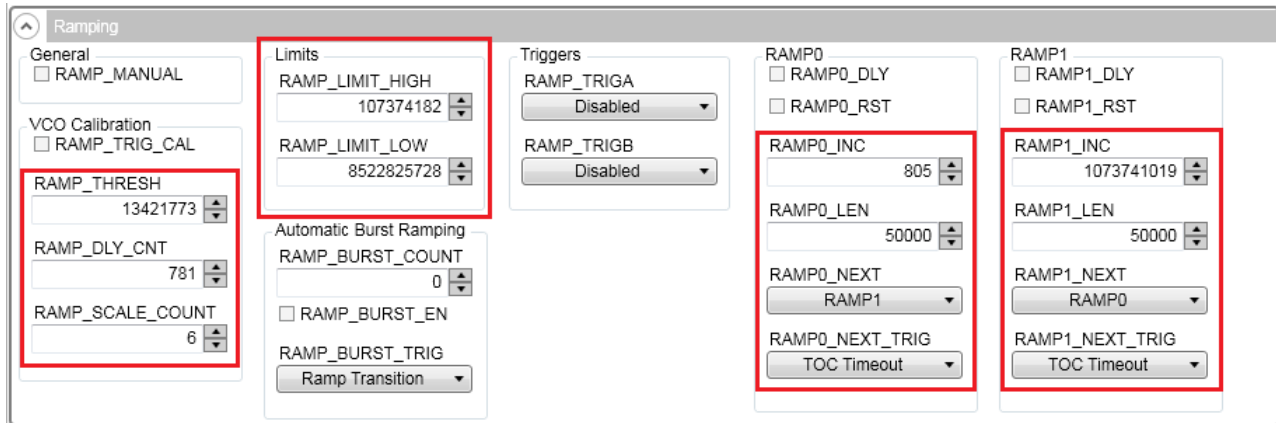 Ramping
General
RAMP_MANUAL
VCO Calibration
RAMP_TRIG_CAL
RAMP_THRESH
13421773
RAMP_DLY_CNT
781
RAMP_SCALE_COUNT
6
Limits
RAMP_LIMIT_HIGH
107374182
RAMP_LIMIT_LOW
8522825728
Automatic Burst Ramping
RAMP_BURST_COUNT
0
RAMP_BURST_EN
RAMP_BURST_TRIG
Ramp Transition
Triggers
RAMP_TRIGA
Disabled
RAMP_TRIGB
Disabled
RAMP0
RAMP0_DLY
RAMP0_RST
RAMP0_INC
805
RAMP0_LEN
50000
RAMP0_NEXT
RAMP1
RAMP0_NEXT_TRIG
TOC Timeout
RAMP1
RAMP1_DLY
RAMP1_RST
RAMP1_INC
1073741019
RAMP1_LEN
50000
RAMP1_NEXT
RAMP0
RAMP1_NEXT_TRIG
TOC Timeout